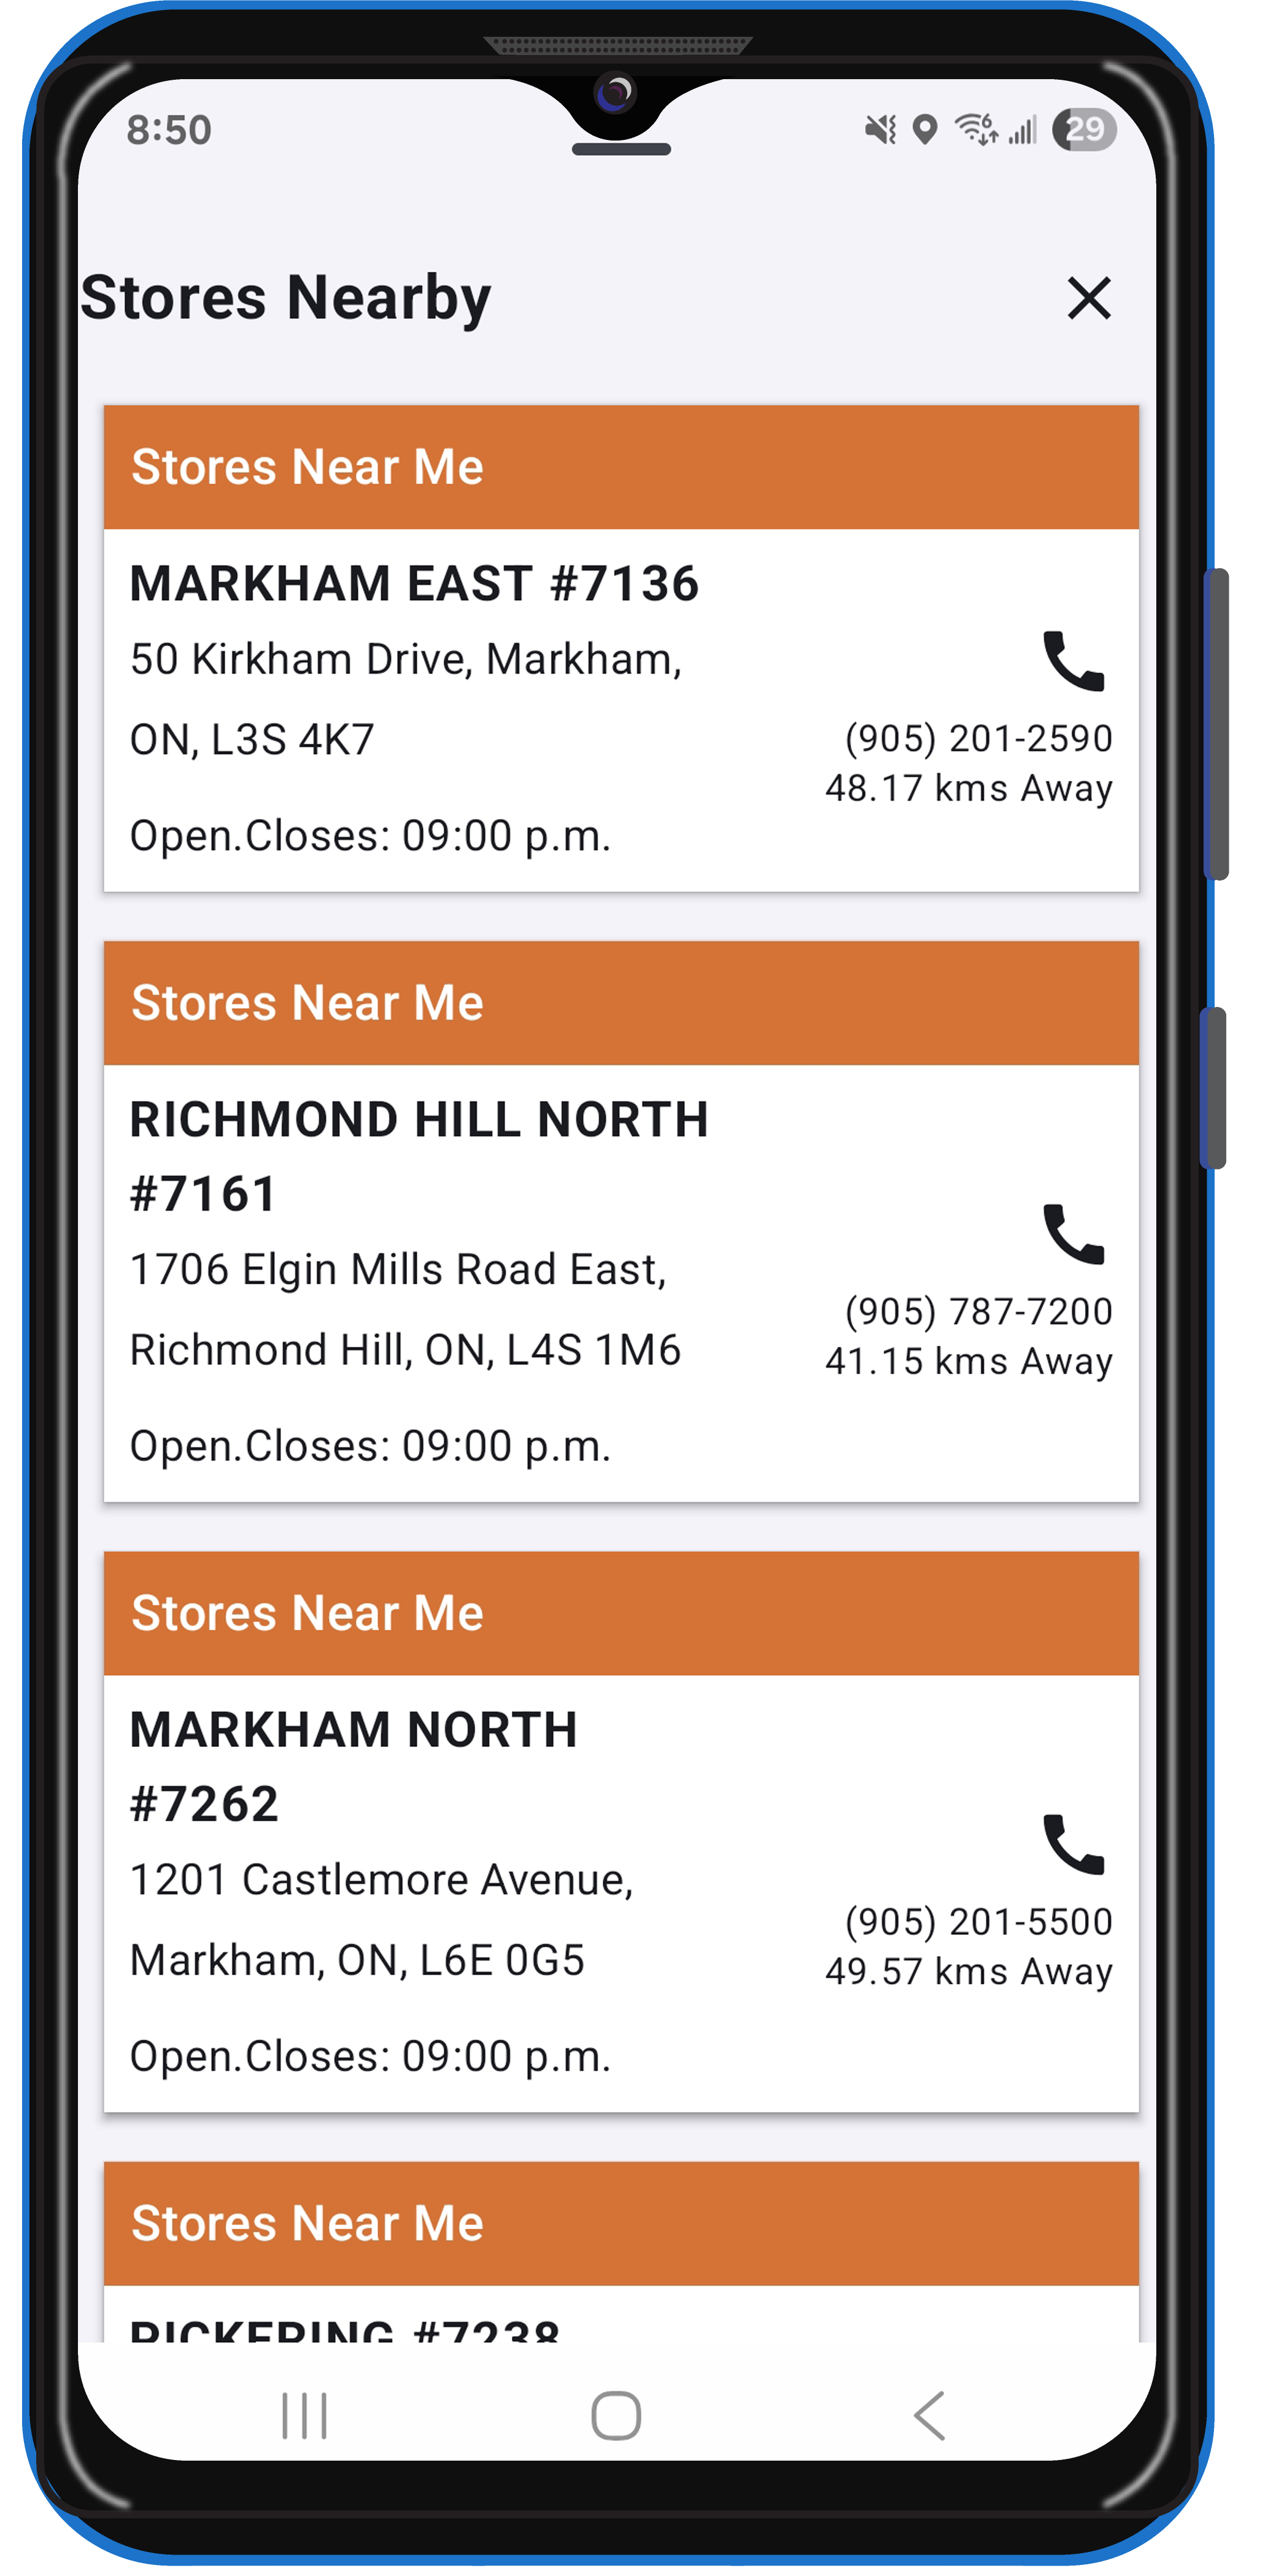 8:50
6
29
Stores Nearby
Stores Near Me
MARKHAM EAST #7136
50 Kirkham Drive, Markham,
ON, L3S 4K7
(905) 201-2590
48.17 kms Away
Open.Closes: 09:00 p.m.
Stores Near Me
RICHMOND HILL NORTH
#7161
1706 Elgin Mills Road East,
Richmond Hill, ON, L4S 1M6
(905) 787-7200
41.15 kms Away
Open.Closes: 09:00 p.m.
Stores Near Me
MARKHAM NORTH
#7262
1201 Castlemore Avenue,
Markham, ON, L6E 0G5
(905) 201-5500
49.57 kms Away
Open.Closes: 09:00 p.m.
Stores Near Me
PICKERING #7238